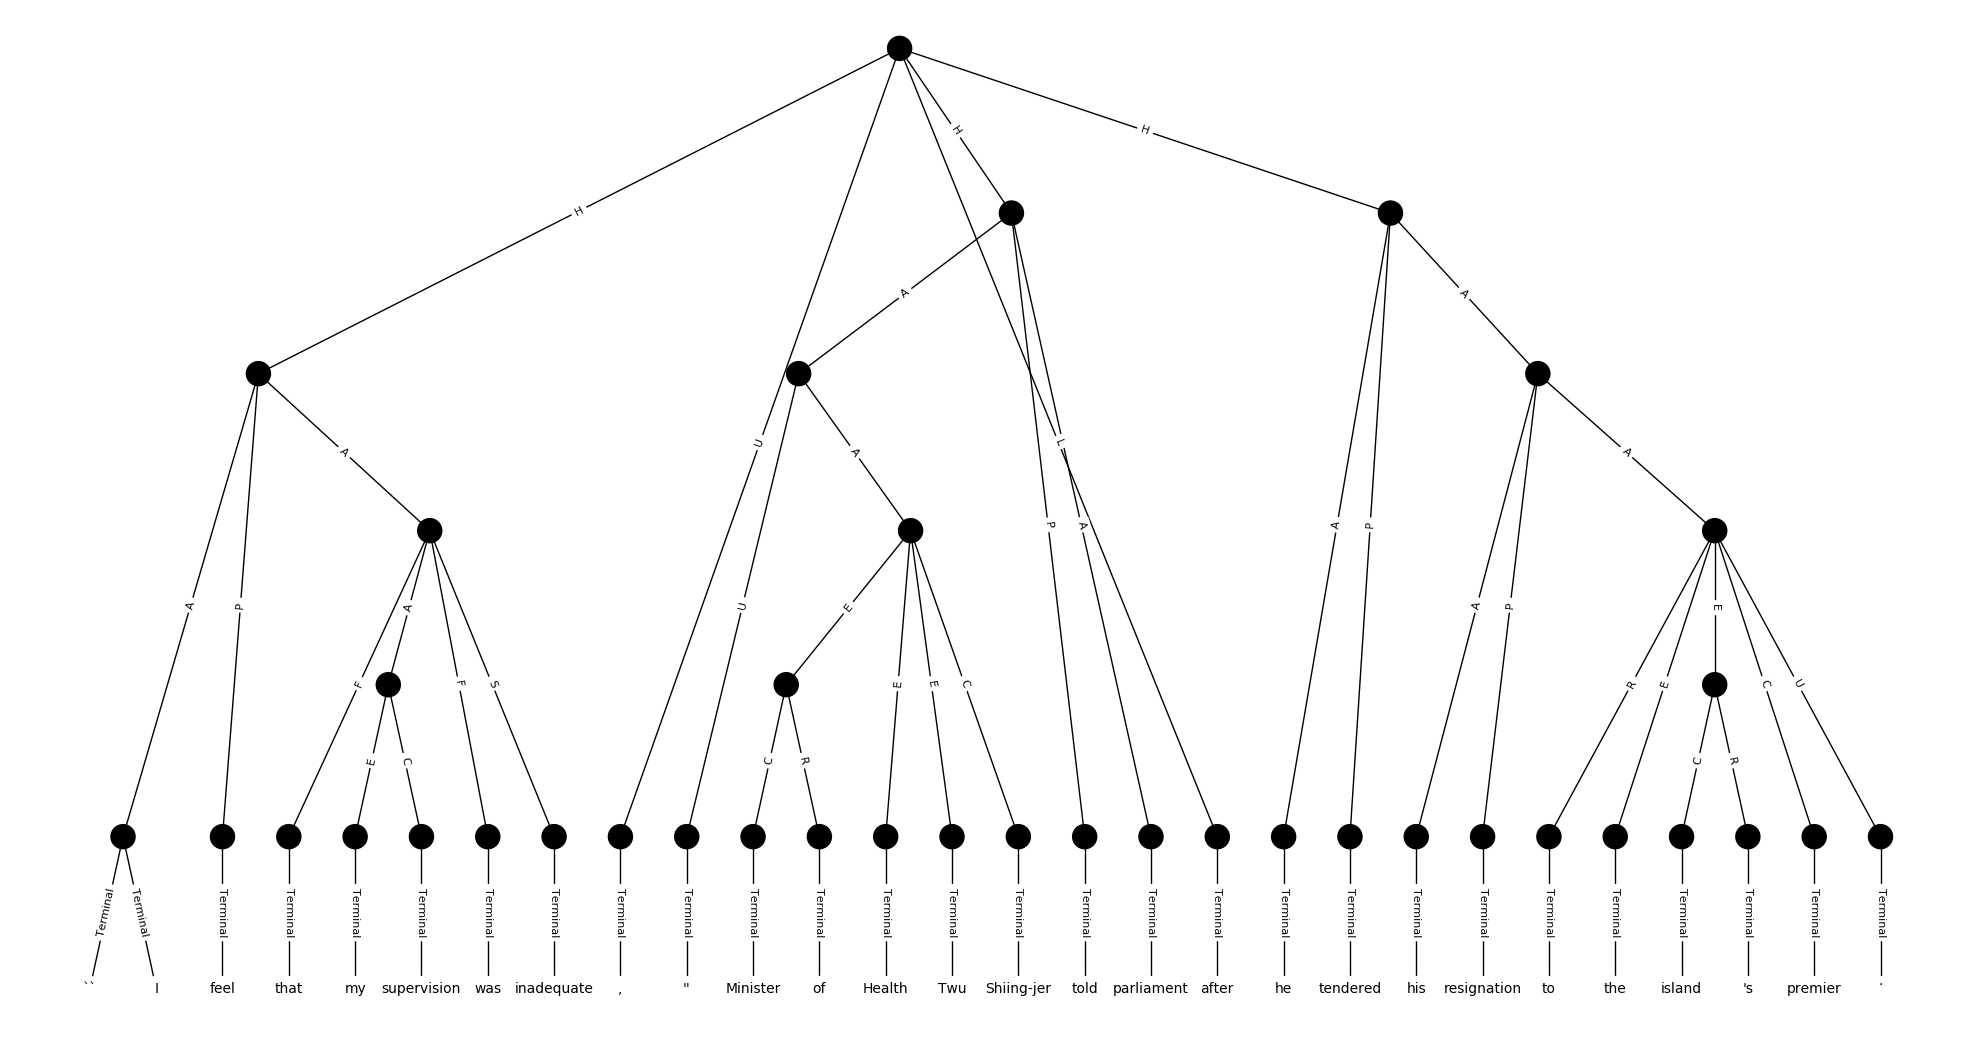 H
H
H
A
A
A
U
A
L
A
P
A
A
P
A
P
A
U
E
A
P
E
F
F
S
E
E
C
R
E
C
U
E
C
C
R
C
R
Terminal Terminal Terminal Terminal Terminal Terminal Terminal Terminal Terminal Terminal Terminal Terminal Terminal Terminal Terminal Terminal Terminal Terminal Terminal Terminal Terminal Terminal Terminal Terminal Terminal Terminal Terminal Terminal
`` I feel that my supervision was inadequate , '' Minister of Health Twu Shiing-jer told parliament after he tendered his resignation to the island 's premier .